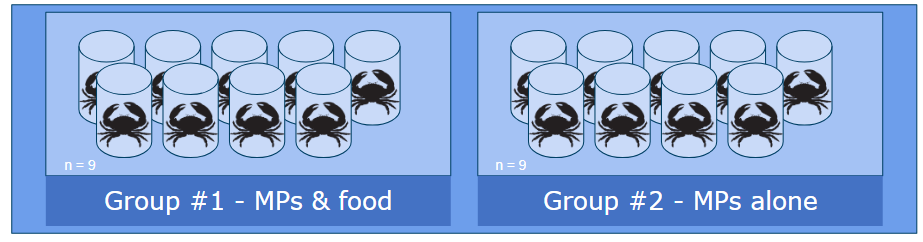 n = 9
Group #1 - MPs & food
n = 9
Group #2 - MPs alone